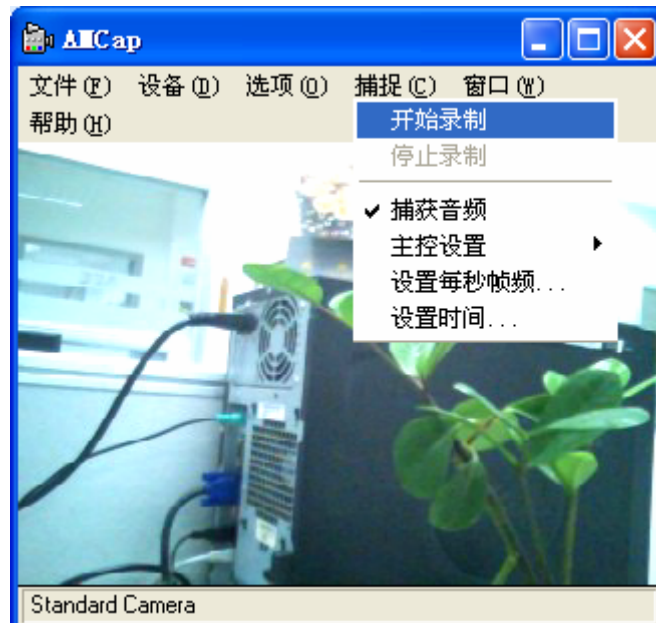 AMCap
文件(F) 设备(D) 选项(O) 捕捉(C) 窗口(W)
帮助(H)
开始录制
停止录制
✓ 捕获音频
主控设置
设置每秒帧频...
设置时间...
Standard Camera